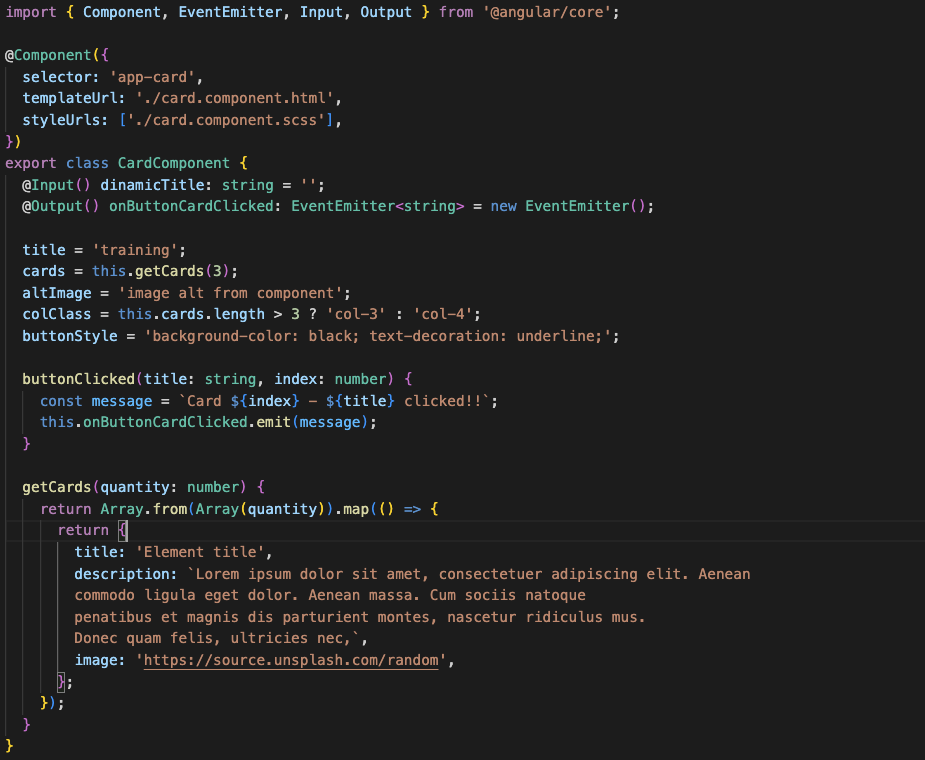 import { Component, EventEmitter, Input, Output } from '@angular/core';
@Component({
selector: 'app-card',
templateUrl: './card.component.html',
styleUrls: ['./card.component.scss'],
})
export class CardComponent {
@Input() dinamicTitle: string = '';
@Output() onButtonCardClicked: EventEmitter<string> = new EventEmitter();
title = 'training';
cards = this.getCards(3);
altImage = 'image alt from component';
colClass = this.cards.length > 3 ? 'col-3' : 'col-4';
buttonStyle = 'background-color: black; text-decoration: underline;';
buttonClicked(title: string, index: number) {
const message = `Card ${index} - ${title} clicked!!`;
this.onButtonCardClicked.emit(message);
}
getCards(quantity: number) {
return Array.from(Array(quantity)).map(() => {
return {
title: 'Element title',
description: `Lorem ipsum dolor sit amet, consectetuer adipiscing elit. Aenean
commodo ligula eget dolor. Aenean massa. Cum sociis natoque
penatibus et magnis dis parturient montes, nascetur ridiculus mus.
Donec quam felis, ultricies nec,`,
image: 'https://source.unsplash.com/random',
};
});
}
}